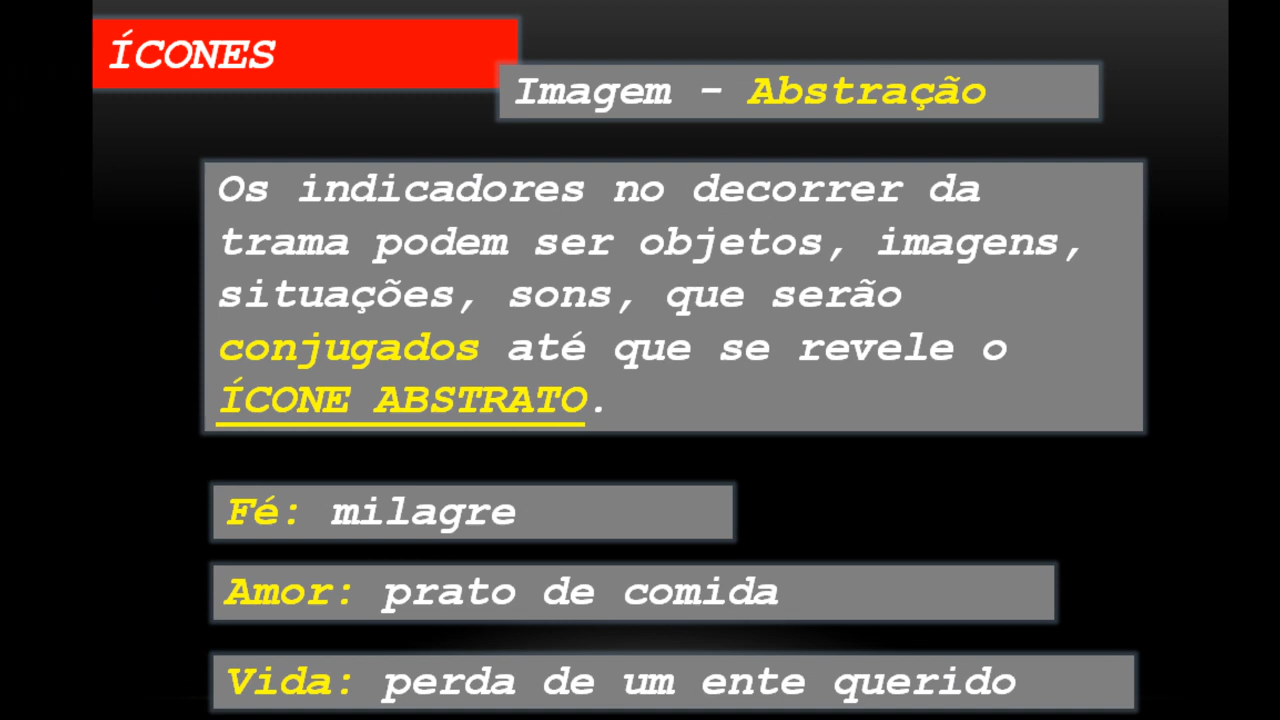 ÍCONES
Imagem - Abstração
Os indicadores no decorrer da
trama podem ser objetos, imagens,
situações, sons, que serão
conjugados até que se revele o
ÍCONE ABSTRATO.
Fé: milagre
Amor: prato de comida
Vida: perda de um ente querido